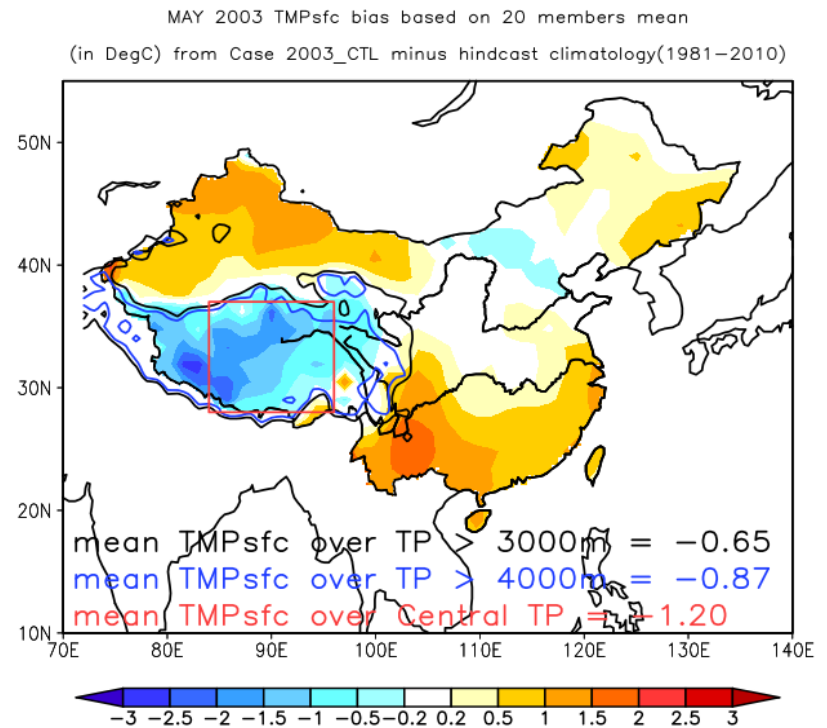 MAY 2003 TMPsfc bias based on 20 members mean
(in DegC) from Case 2003_CTL minus hindcast climatology(1981−2010)
50N
40N
30N
20N
10N
mean TMPsfc over TP > 3000m = −0.65
mean TMPsfc over TP > 4000m = −0.87
mean TMPsfc over Central TP = −1.20
70E 80E 90E 100E 110E 120E 130E 140E
−3 −2.5 −2 −1.5 −1 −0.5 −0.2 0.2 0.5 1 1.5 2 2.5 3